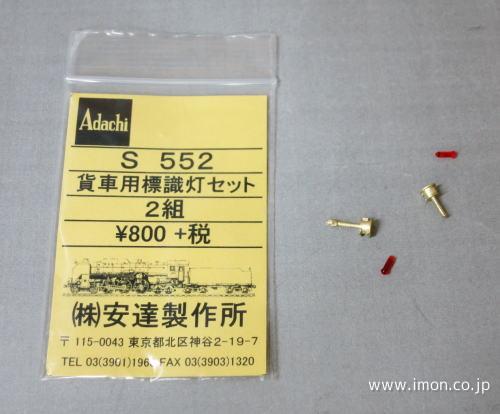 Adachi
S 552
貨車用標識灯セット
2組
¥800 +税
㈱安達製作所
〒 115-0043 東京都北区神谷2-19-7
TEL 03(3901)1963 FAX 03(3903)1320
www.imon.co.jp